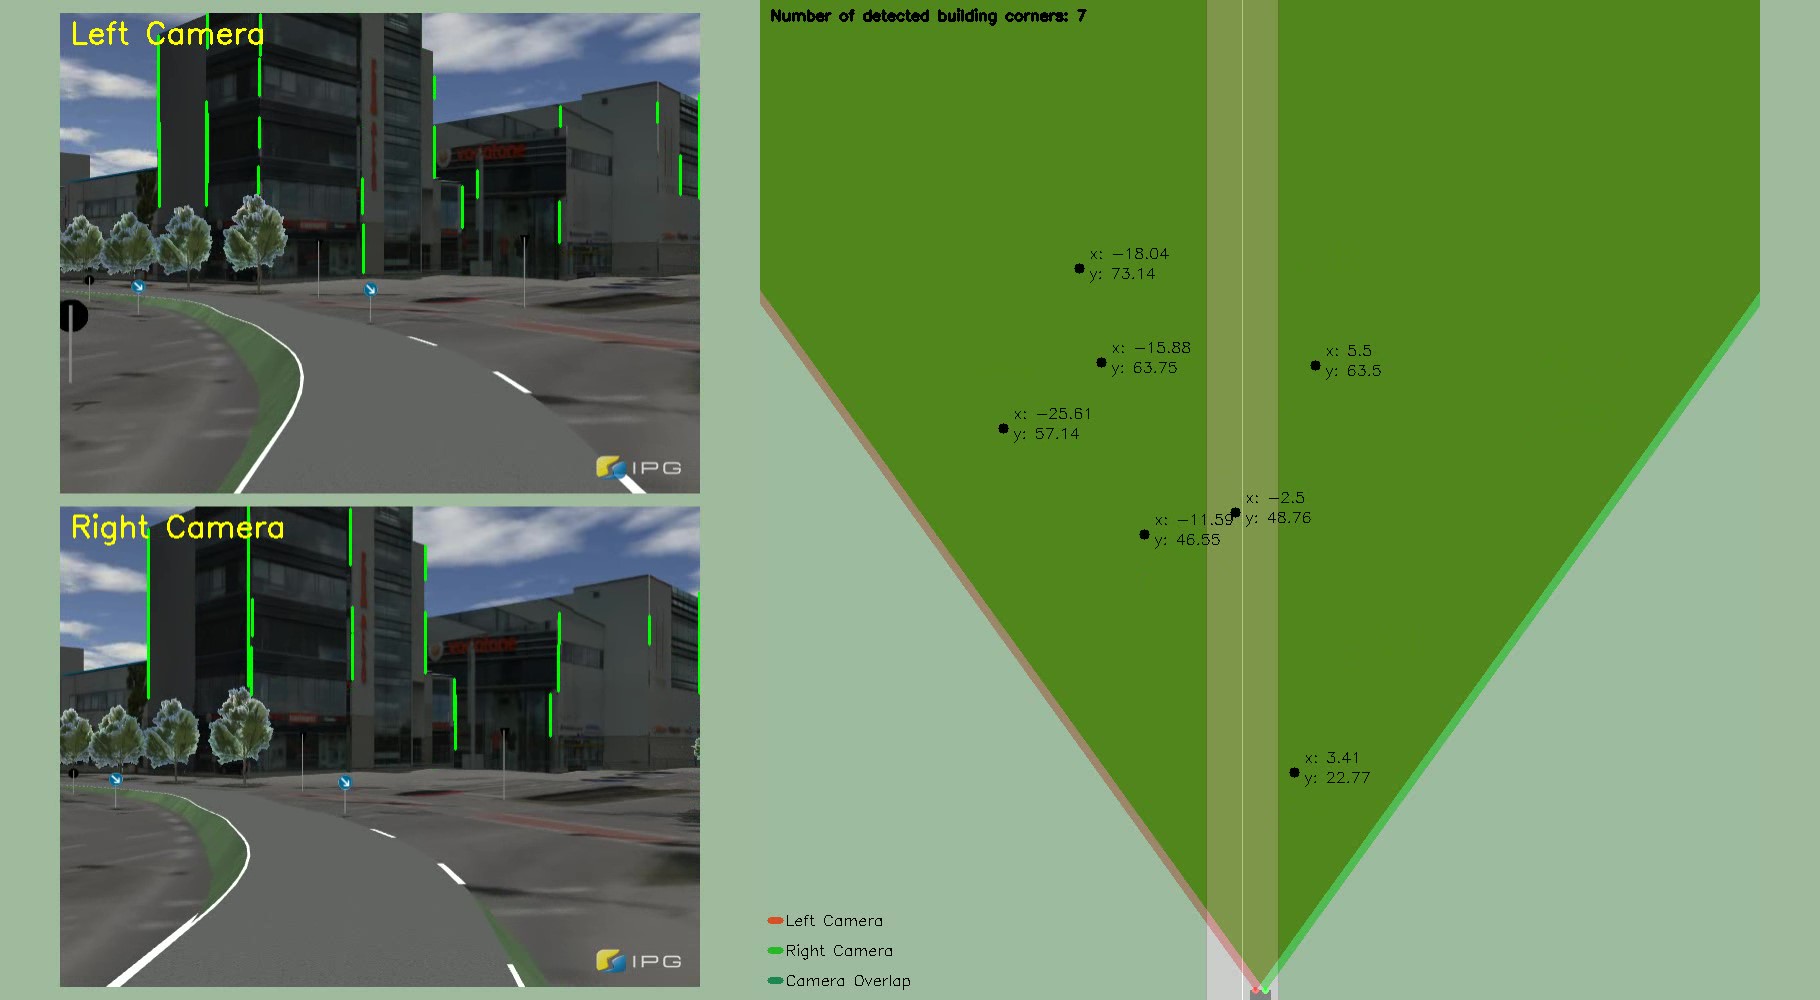 Left Camera
vodafone
IPG
Right Camera
vodafone
IPG
Number of detected building corners: 7
x: -18.04
y: 73.14
x: -15.88
y: 63.75
x: 5.5
y: 63.5
x: -25.61
y: 57.14
x: -2.5
y: 48.76
x: -11.59
y: 46.55
x: 3.41
y: 22.77
Left Camera
Right Camera
Camera Overlap